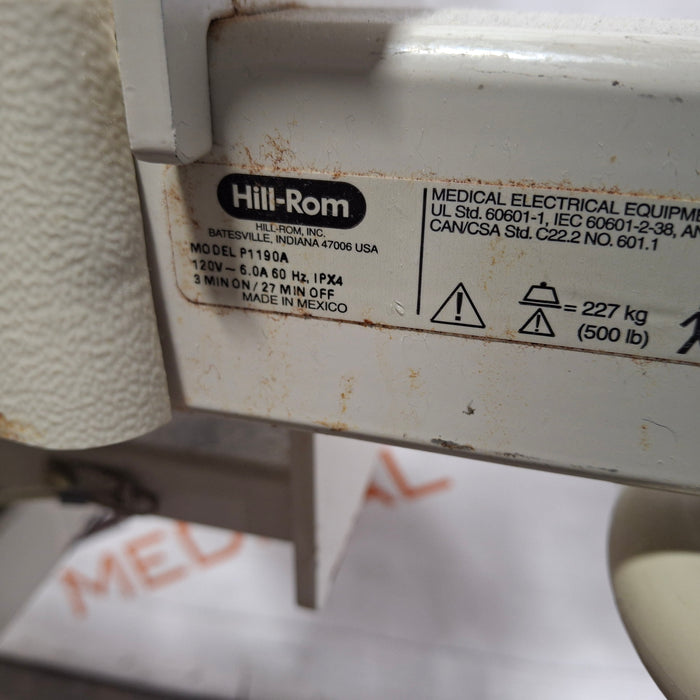 Hill-Rom
HILL-ROM, INC.
BATESVILLE, INDIANA 47006 USA
MODEL P1190A
120V ~ 6.0A 60 Hz, IPX4
3 MIN ON / 27 MIN OFF
MADE IN MEXICO
MEDICAL ELECTRICAL EQUIPME
UL Std. 60601-1, IEC 60601-2-38, AN
CAN/CSA Std. C22.2 NO. 601.1
= 227 kg
(500 lb)
MEDICAL